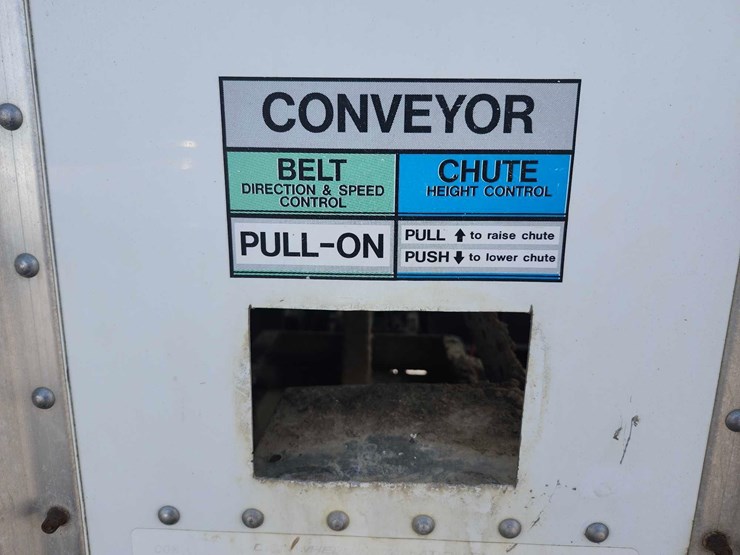 CONVEYOR
BELT
DIRECTION & SPEED
CONTROL
CHUTE
HEIGHT CONTROL
PULL-ON
PULL ⬆ to raise chute
PUSH ⬇ to lower chute